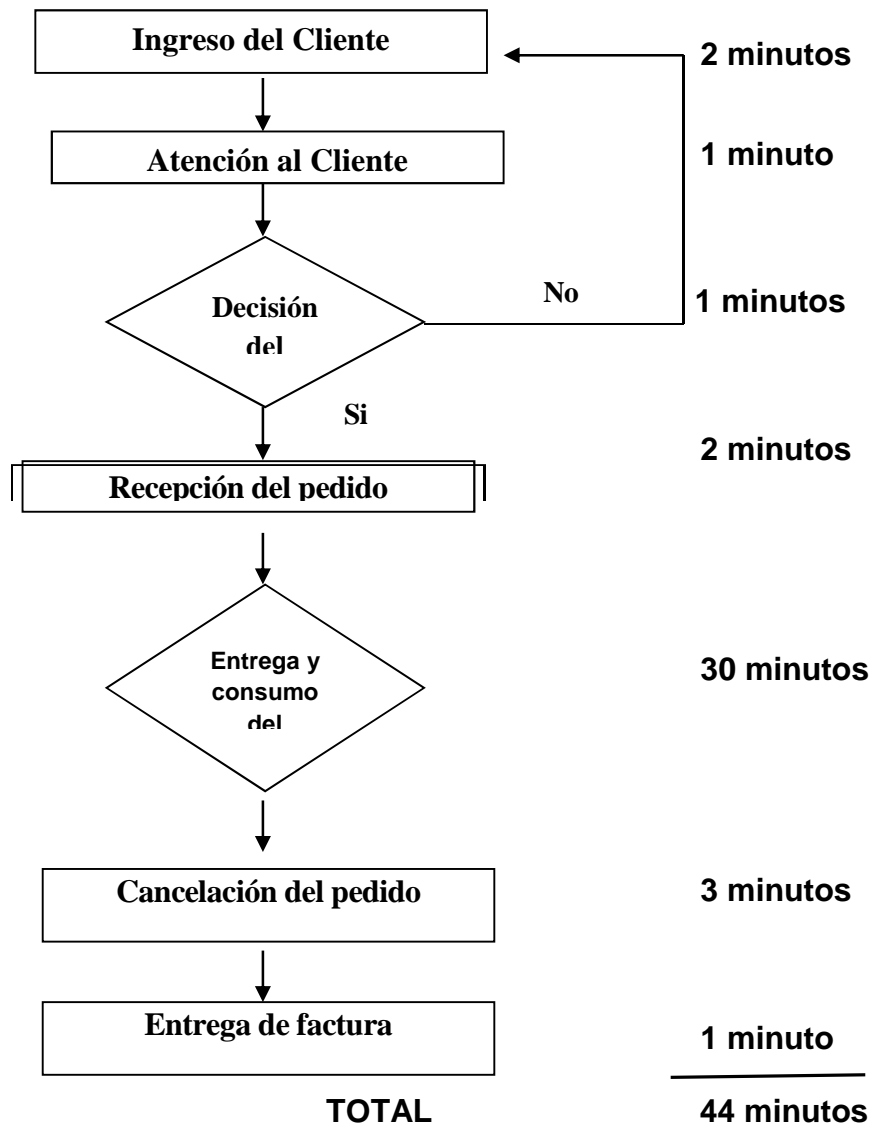 Ingreso del Cliente
2 minutos
Atención al Cliente
1 minuto
Decisión
del
No
1 minutos
Si
2 minutos
Recepción del pedido
Entrega y
consumo
del
30 minutos
Cancelación del pedido
3 minutos
Entrega de factura
1 minuto
TOTAL
44 minutos